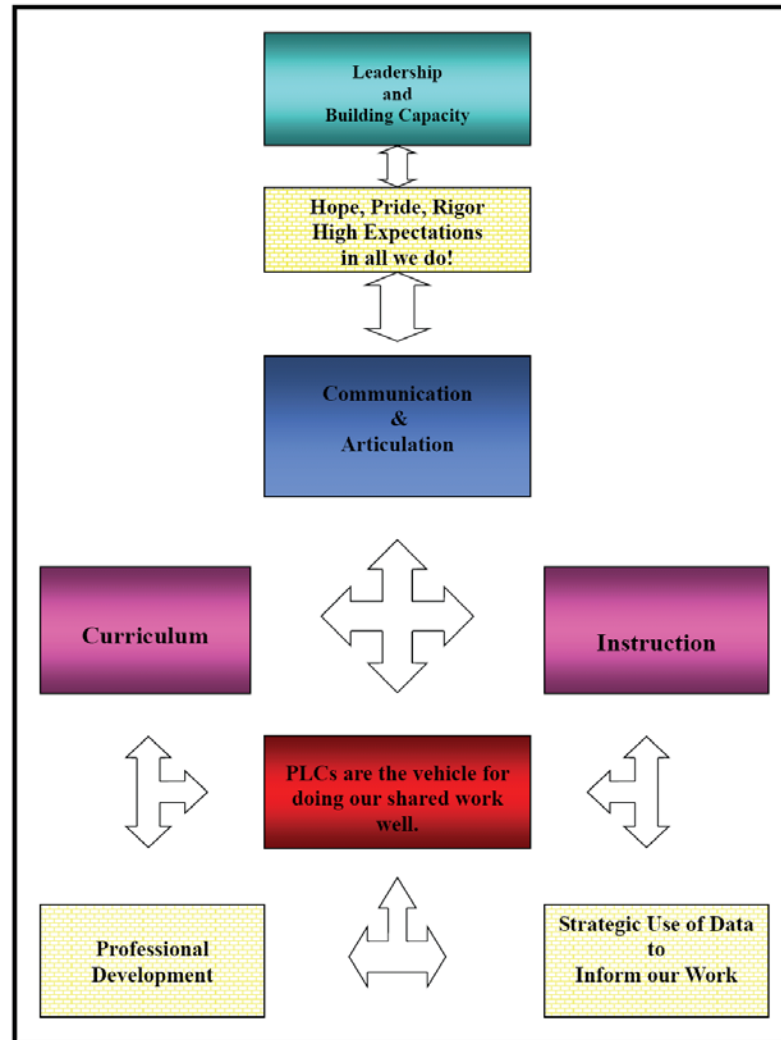 Leadership
and
Building Capacity
Hope, Pride, Rigor
High Expectations
in all we do!
Communication
&
Articulation
Curriculum
Instruction
PLCs are the vehicle for
doing our shared work
well.
Professional
Development
Strategic Use of Data
to
Inform our Work